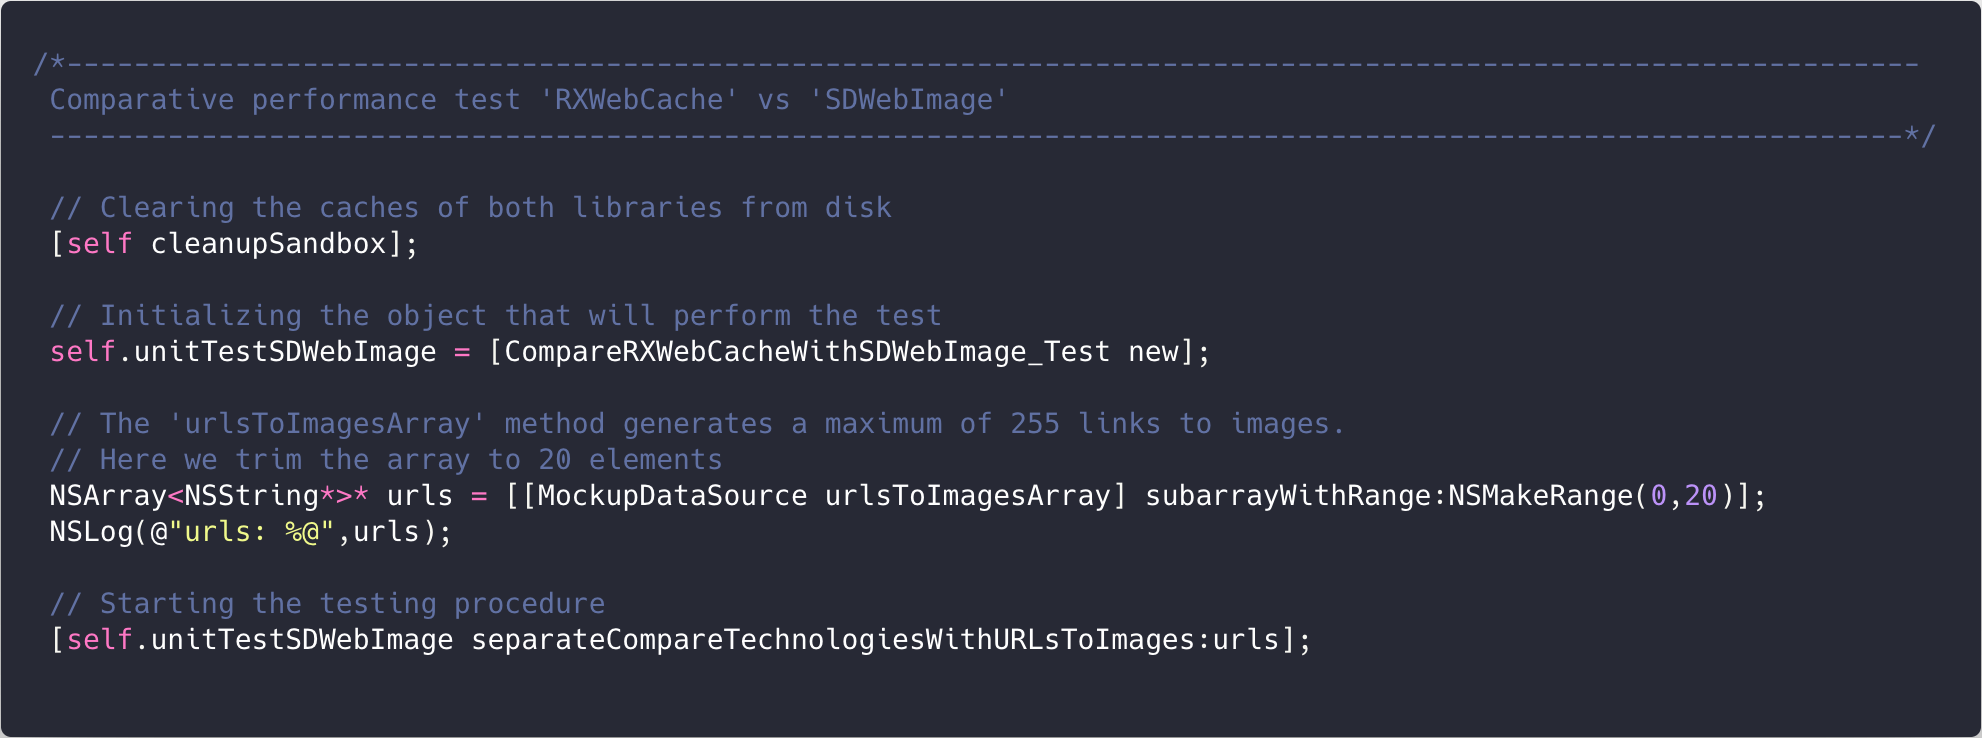 /*--------------------------------------------------------------------------------------------------------------
Comparative performance test 'RXWebCache' vs 'SDWebImage'
--------------------------------------------------------------------------------------------------------------*/
// Clearing the caches of both libraries from disk
[self cleanupSandbox];
// Initializing the object that will perform the test
self.unitTestSDWebImage = [CompareRXWebCacheWithSDWebImage_Test new];
// The 'urlsToImagesArray' method generates a maximum of 255 links to images.
// Here we trim the array to 20 elements
NSArray<NSString*>* urls = [[MockupDataSource urlsToImagesArray] subarrayWithRange:NSMakeRange(0,20)];
NSLog(@"urls: %@",urls);
// Starting the testing procedure
[self.unitTestSDWebImage separateCompareTechnologiesWithURLsToImages:urls];